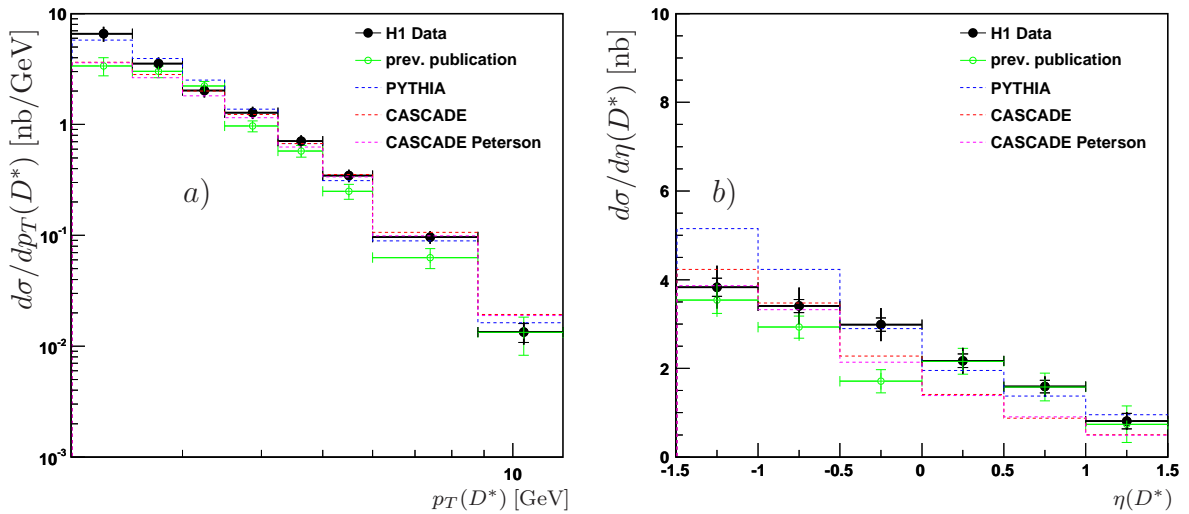 dσ/dp_T(D*) [nb/GeV]
10
1
10^-1
10^-2
10^-3
H1 Data
prev. publication
PYTHIA
CASCADE
CASCADE Peterson
a)
10
p_T(D*) [GeV]
dσ/dη(D*) [nb]
10
8
6
4
2
0
H1 Data
prev. publication
PYTHIA
CASCADE
CASCADE Peterson
b)
-1.5 -1 -0.5 0 0.5 1 1.5
η(D*)